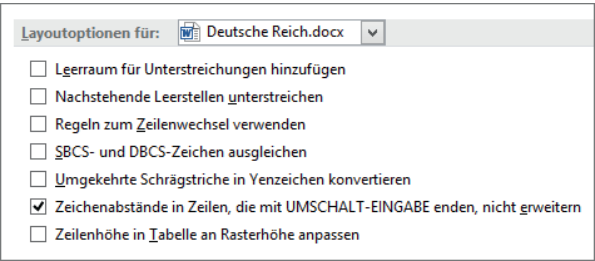 Layoutoptionen für: Deutsche Reich.docx
Leerraum für Unterstreichungen hinzufügen
Nachstehende Leerstellen unterstreichen
Regeln zum Zeilenwechsel verwenden
SBCS- und DBCS-Zeichen ausgleichen
Umgekehrte Schrägstriche in Yenzeichen konvertieren
Zeichenabstände in Zeilen, die mit UMSCHALT-EINGABE enden, nicht erweitern
Zeilenhöhe in Tabelle an Rasterhöhe anpassen